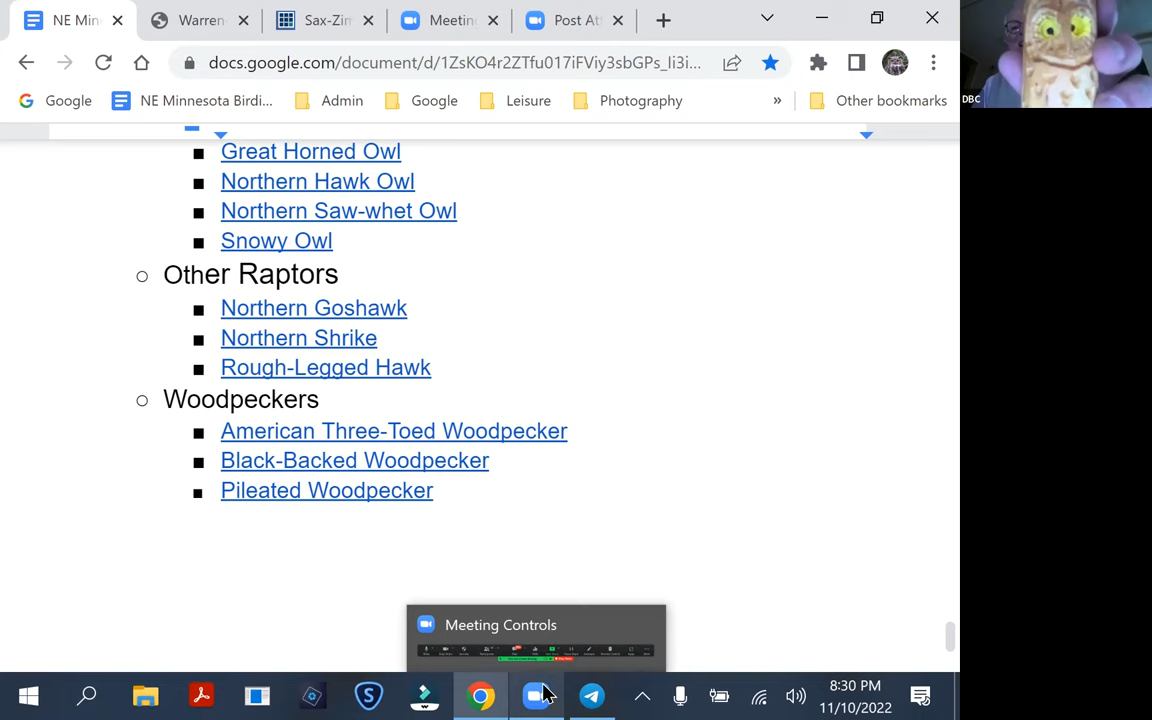 NE Min
Warren
Sax-Zi
Meetin
Post At
docs.google.com/document/d/1ZsKO4r2ZTfu017iFViy3sbGPs_Ii3i...
Google
NE Minnesota Birdi...
Admin
Google
Leisure
Photography
»
Other bookmarks
DBC
■ Great Horned Owl
■ Northern Hawk Owl
■ Northern Saw-whet Owl
■ Snowy Owl
○ Other Raptors
■ Northern Goshawk
■ Northern Shrike
■ Rough-Legged Hawk
○ Woodpeckers
■ American Three-Toed Woodpecker
■ Black-Backed Woodpecker
■ Pileated Woodpecker
Meeting Controls
8:30 PM
11/10/2022